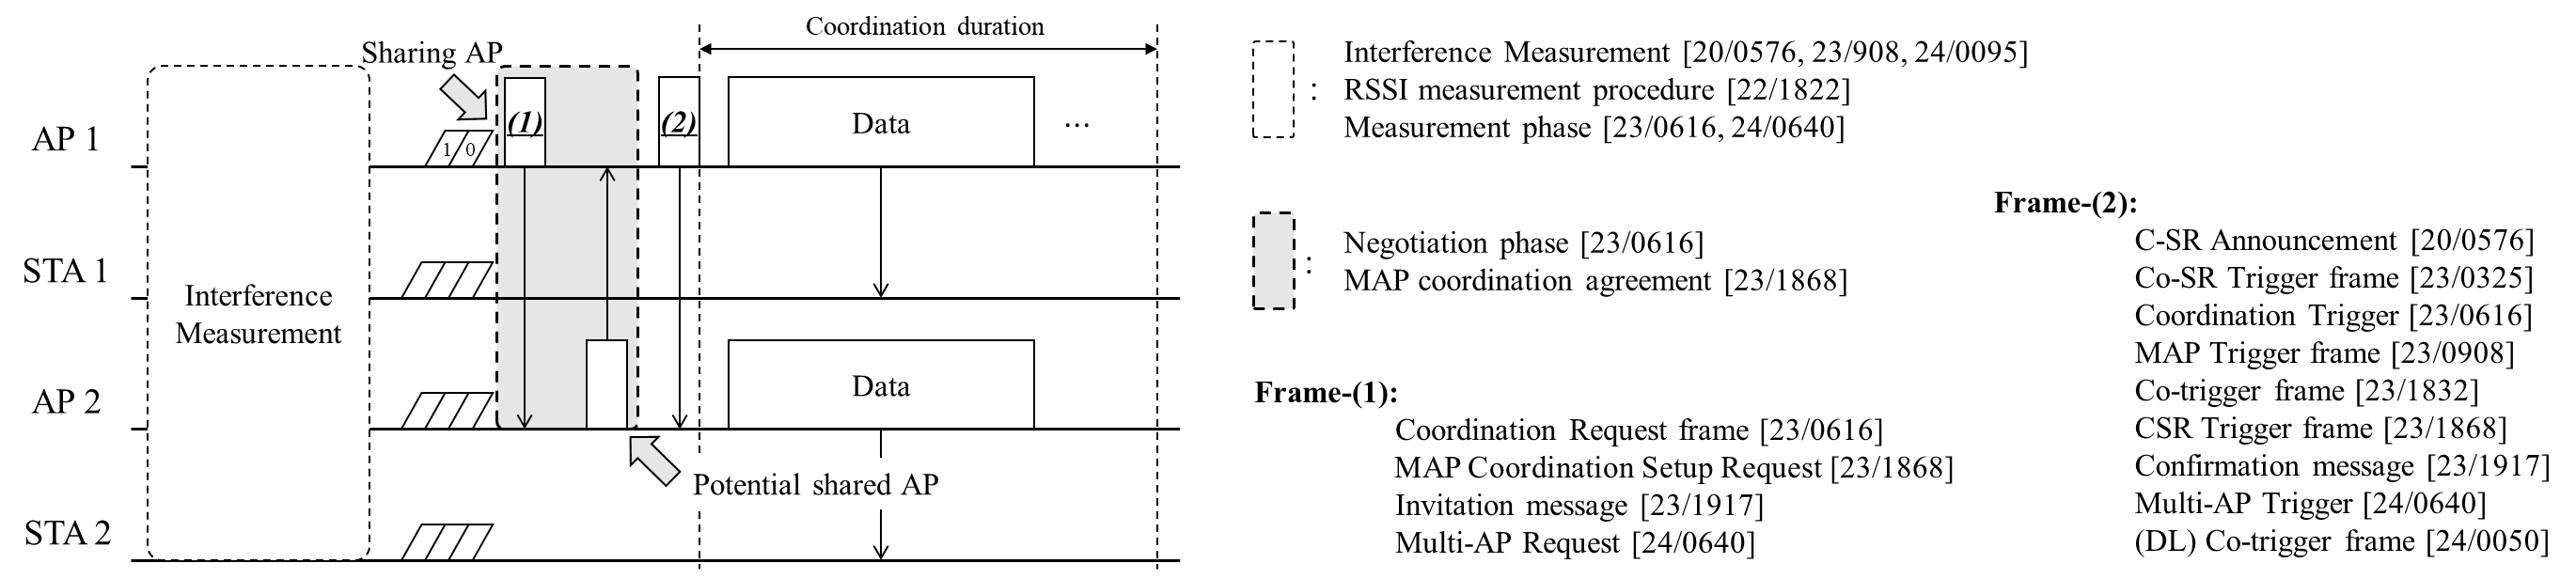 Coordination duration
Sharing AP
AP 1
1 0
(1)
(2)
Data
...
STA 1
Interference
Measurement
AP 2
Data
Potential shared AP
STA 2
: Interference Measurement [20/0576, 23/908, 24/0095]
RSSI measurement procedure [22/1822]
Measurement phase [23/0616, 24/0640]
: Negotiation phase [23/0616]
MAP coordination agreement [23/1868]
Frame-(1):
Coordination Request frame [23/0616]
MAP Coordination Setup Request [23/1868]
Invitation message [23/1917]
Multi-AP Request [24/0640]
Frame-(2):
C-SR Announcement [20/0576]
Co-SR Trigger frame [23/0325]
Coordination Trigger [23/0616]
MAP Trigger frame [23/0908]
Co-trigger frame [23/1832]
CSR Trigger frame [23/1868]
Confirmation message [23/1917]
Multi-AP Trigger [24/0640]
(DL) Co-trigger frame [24/0050]